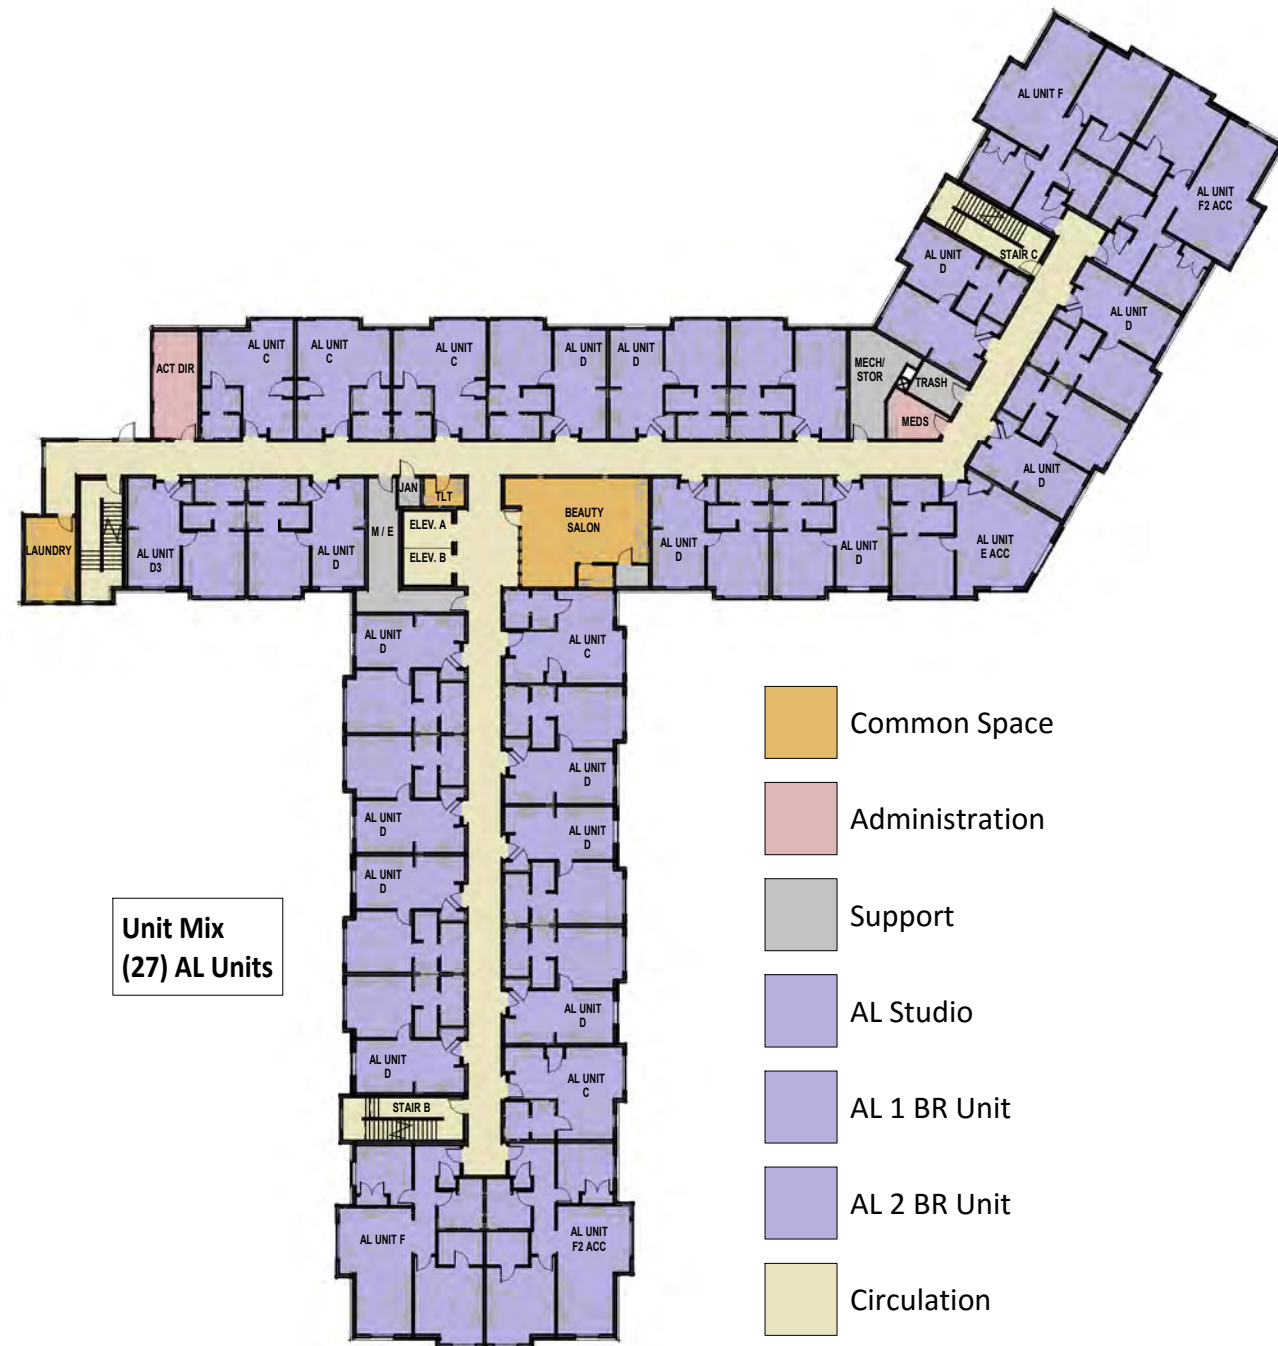 AL UNIT F
AL UNIT
F2 ACC
STAIR C
AL UNIT
D
AL UNIT
D
ACT DIR
AL UNIT
C
AL UNIT
C
AL UNIT
C
AL UNIT
D
AL UNIT
D
MECH/
STOR
TRASH
MEDS
AL UNIT
D
LAUNDRY
AL UNIT
D3
AL UNIT
D
M / E
JAN
TLT
ELEV. A
ELEV. B
BEAUTY
SALON
AL UNIT
D
AL UNIT
D
AL UNIT
E ACC
AL UNIT
D
AL UNIT
C
AL UNIT
D
AL UNIT
D
AL UNIT
D
AL UNIT
D
AL UNIT
D
AL UNIT
D
AL UNIT
C
STAIR B
AL UNIT F
AL UNIT
F2 ACC
Unit Mix
(27) AL Units
Common Space
Administration
Support
AL Studio
AL 1 BR Unit
AL 2 BR Unit
Circulation